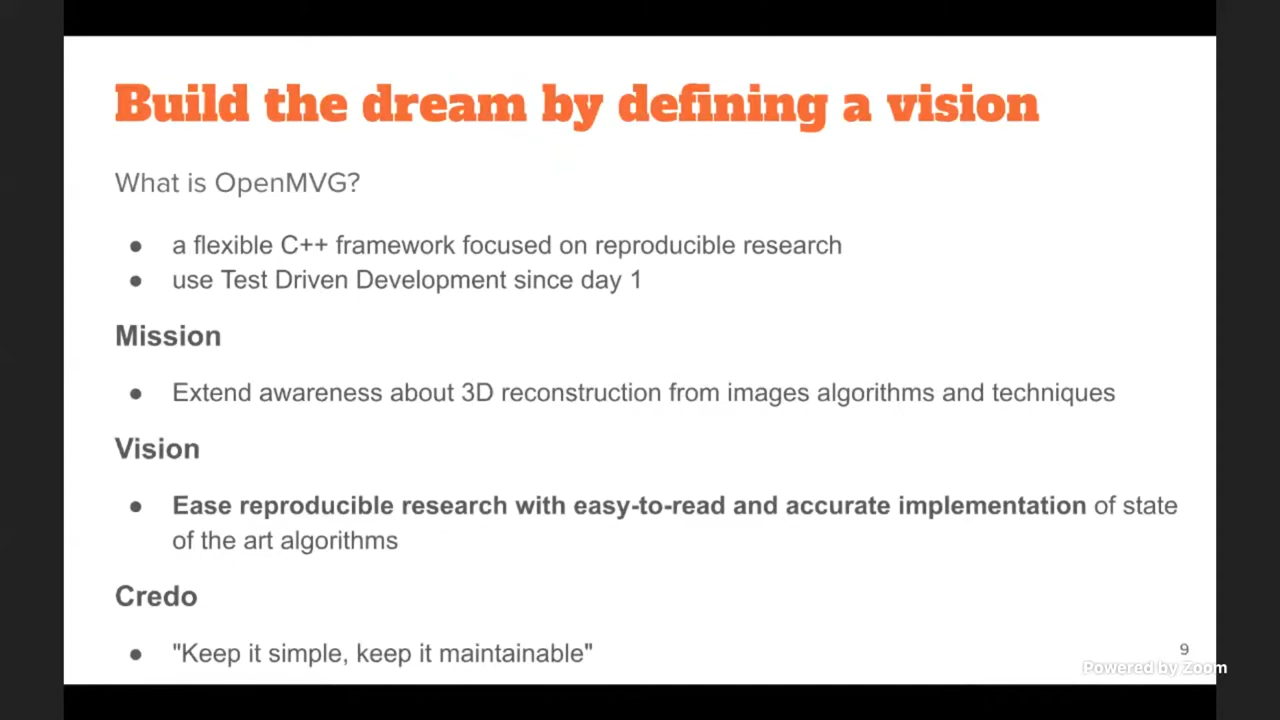 Build the dream by defining a vision
What is OpenMVG?
● a flexible C++ framework focused on reproducible research
● use Test Driven Development since day 1
Mission
● Extend awareness about 3D reconstruction from images algorithms and techniques
Vision
● Ease reproducible research with easy-to-read and accurate implementation of state
of the art algorithms
Credo
● "Keep it simple, keep it maintainable"
9
Powered by Zoom